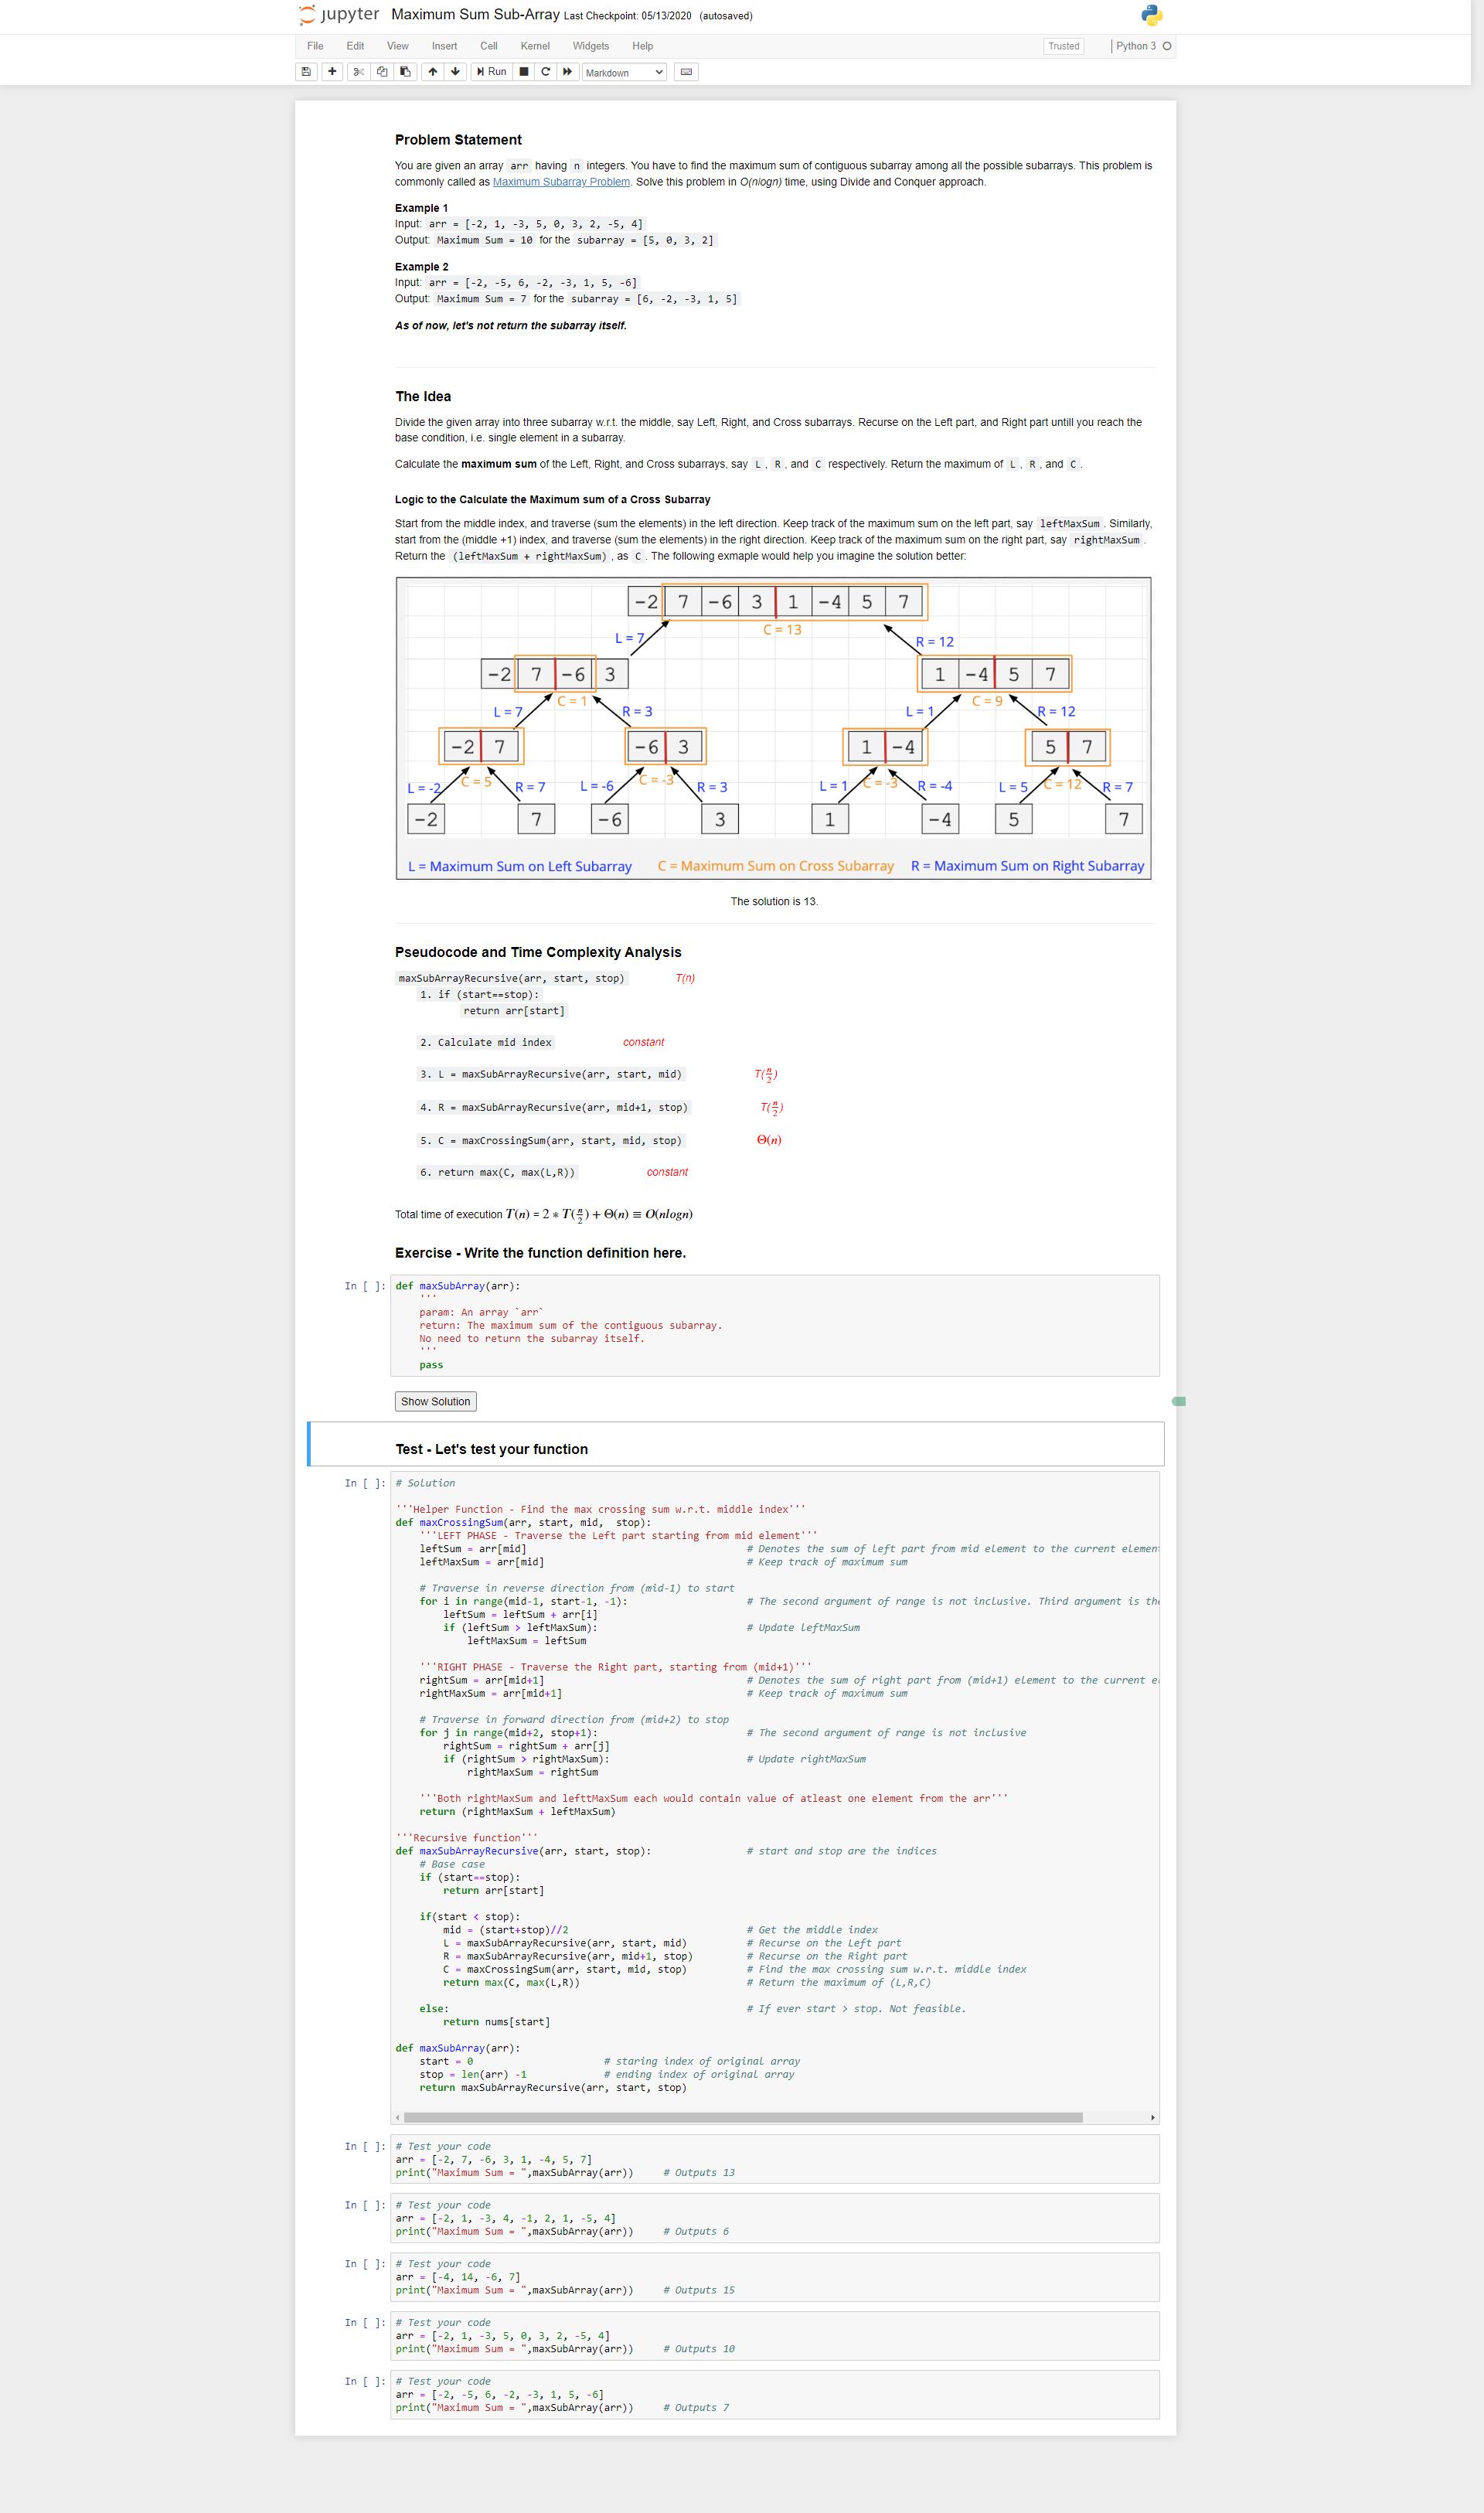 jupyter Maximum Sum Sub-Array Last Checkpoint: 05/13/2020 (autosaved)
File Edit View Insert Cell Kernel Widgets Help Trusted | Python 3
Run Markdown
Problem Statement
You are given an array arr having n integers. You have to find the maximum sum of contiguous subarray among all the possible subarrays. This problem is
commonly called as Maximum Subarray Problem. Solve this problem in O(nlogn) time, using Divide and Conquer approach.
Example 1
Input: arr = [-2, 1, -3, 5, 0, 3, 2, -5, 4]
Output: Maximum Sum = 10 for the subarray = [5, 0, 3, 2]
Example 2
Input: arr = [-2, -5, 6, -2, -3, 1, 5, -6]
Output: Maximum Sum = 7 for the subarray = [6, -2, -3, 1, 5]
As of now, let's not return the subarray itself.
The Idea
Divide the given array into three subarray w.r.t. the middle, say Left, Right, and Cross subarrays. Recurse on the Left part, and Right part untill you reach the
base condition, i.e. single element in a subarray.
Calculate the maximum sum of the Left, Right, and Cross subarrays, say L, R, and C respectively. Return the maximum of L, R, and C.
Logic to the Calculate the Maximum sum of a Cross Subarray
Start from the middle index, and traverse (sum the elements) in the left direction. Keep track of the maximum sum on the left part, say leftMaxSum. Similarly,
start from the (middle +1) index, and traverse (sum the elements) in the right direction. Keep track of the maximum sum on the right part, say rightMaxSum.
Return the (leftMaxSum + rightMaxSum), as C. The following exmaple would help you imagine the solution better:
-2 7 -6 3 1 -4 5 7
C = 13
L = 7 R = 12
-2 7 -6 3 1 -4 5 7
C = 1 C = 9
L = 7 R = 3 L = 1 R = 12
-2 7 -6 3 1 -4 5 7
L = -2 C = 5 R = 7 L = -6 C = -3 R = 3 L = 1 C = -3 R = -4 L = 5 C = 12 R = 7
-2 7 -6 3 1 -4 5 7
L = Maximum Sum on Left Subarray C = Maximum Sum on Cross Subarray R = Maximum Sum on Right Subarray
The solution is 13.
Pseudocode and Time Complexity Analysis
maxSubArrayRecursive(arr, start, stop) T(n)
1. if (start==stop):
return arr[start]
2. Calculate mid index constant
3. L = maxSubArrayRecursive(arr, start, mid) T(n/2)
4. R = maxSubArrayRecursive(arr, mid+1, stop) T(n/2)
5. C = maxCrossingSum(arr, start, mid, stop) Θ(n)
6. return max(C, max(L,R)) constant
Total time of execution T(n) = 2 ∗ T(n/2) + Θ(n) ≡ O(nlogn)
Exercise - Write the function definition here.
In [ ]: def maxSubArray(arr):
'''
param: An array `arr`
return: The maximum sum of the contiguous subarray.
No need to return the subarray itself.
'''
pass
Show Solution
Test - Let's test your function
In [ ]: # Solution
'''Helper Function - Find the max crossing sum w.r.t. middle index'''
def maxCrossingSum(arr, start, mid,  stop):
'''LEFT PHASE - Traverse the Left part starting from mid element'''
leftSum = arr[mid] # Denotes the sum of left part from mid element to the current element
leftMaxSum = arr[mid] # Keep track of maximum sum
# Traverse in reverse direction from (mid-1) to start
for i in range(mid-1, start-1, -1): # The second argument of range is not inclusive. Third argument is the
leftSum = leftSum + arr[i]
if (leftSum > leftMaxSum): # Update leftMaxSum
leftMaxSum = leftSum
'''RIGHT PHASE - Traverse the Right part, starting from (mid+1)'''
rightSum = arr[mid+1] # Denotes the sum of right part from (mid+1) element to the current
rightMaxSum = arr[mid+1] # Keep track of maximum sum
# Traverse in forward direction from (mid+2) to stop
for j in range(mid+2, stop+1): # The second argument of range is not inclusive
rightSum = rightSum + arr[j]
if (rightSum > rightMaxSum): # Update rightMaxSum
rightMaxSum = rightSum
'''Both rightMaxSum and lefttMaxSum each would contain value of atleast one element from the arr'''
return (rightMaxSum + leftMaxSum)
'''Recursive function'''
def maxSubArrayRecursive(arr, start, stop): # start and stop are the indices
# Base case
if (start==stop):
return arr[start]
if(start < stop):
mid = (start+stop)//2 # Get the middle index
L = maxSubArrayRecursive(arr, start, mid) # Recurse on the Left part
R = maxSubArrayRecursive(arr, mid+1, stop) # Recurse on the Right part
C = maxCrossingSum(arr, start, mid, stop) # Find the max crossing sum w.r.t. middle index
return max(C, max(L,R)) # Return the maximum of (L,R,C)
else: # If ever start > stop. Not feasible.
return nums[start]
def maxSubArray(arr):
start = 0 # staring index of original array
stop = len(arr) -1 # ending index of original array
return maxSubArrayRecursive(arr, start, stop)
In [ ]: # Test your code
arr = [-2, 7, -6, 3, 1, -4, 5, 7]
print("Maximum Sum = ",maxSubArray(arr)) # Outputs 13
In [ ]: # Test your code
arr = [-2, 1, -3, 4, -1, 2, 1, -5, 4]
print("Maximum Sum = ",maxSubArray(arr)) # Outputs 6
In [ ]: # Test your code
arr = [-4, 14, -6, 7]
print("Maximum Sum = ",maxSubArray(arr)) # Outputs 15
In [ ]: # Test your code
arr = [-2, 1, -3, 5, 0, 3, 2, -5, 4]
print("Maximum Sum = ",maxSubArray(arr)) # Outputs 10
In [ ]: # Test your code
arr = [-2, -5, 6, -2, -3, 1, 5, -6]
print("Maximum Sum = ",maxSubArray(arr)) # Outputs 7